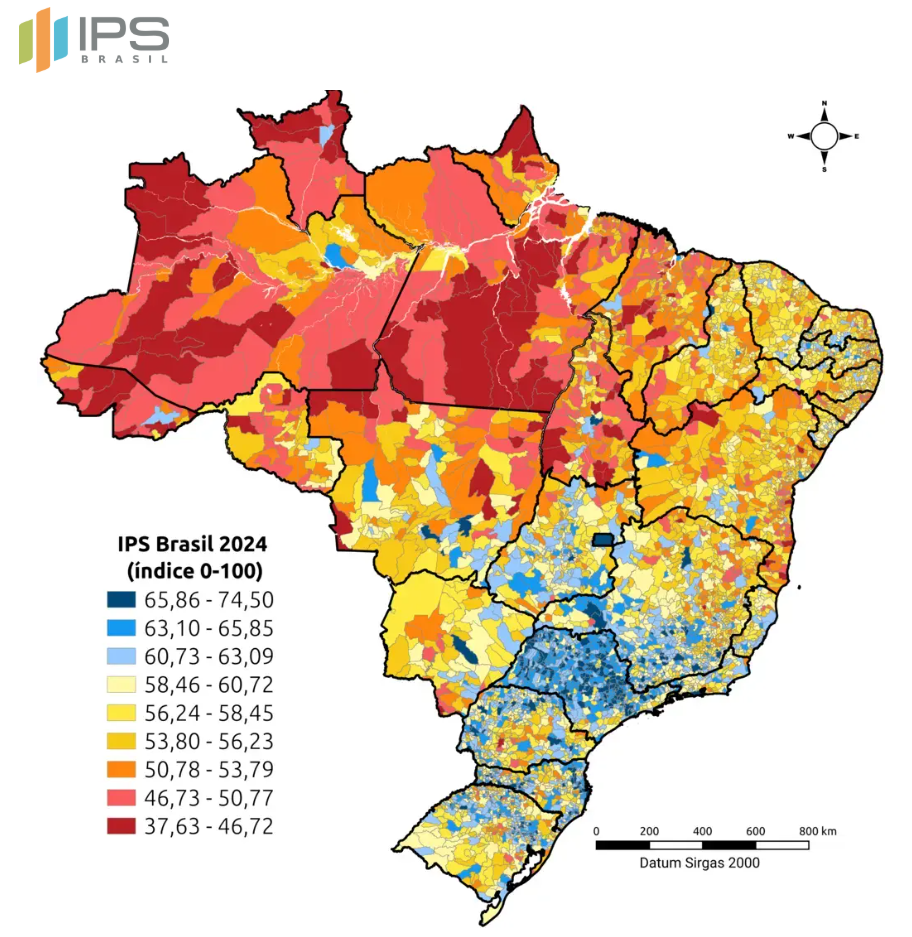 IPS
BRASIL
N
W E
S
IPS Brasil 2024
(índice 0-100)
65,86 - 74,50
63,10 - 65,85
60,73 - 63,09
58,46 - 60,72
56,24 - 58,45
53,80 - 56,23
50,78 - 53,79
46,73 - 50,77
37,63 - 46,72
0 200 400 600 800 km
Datum Sirgas 2000